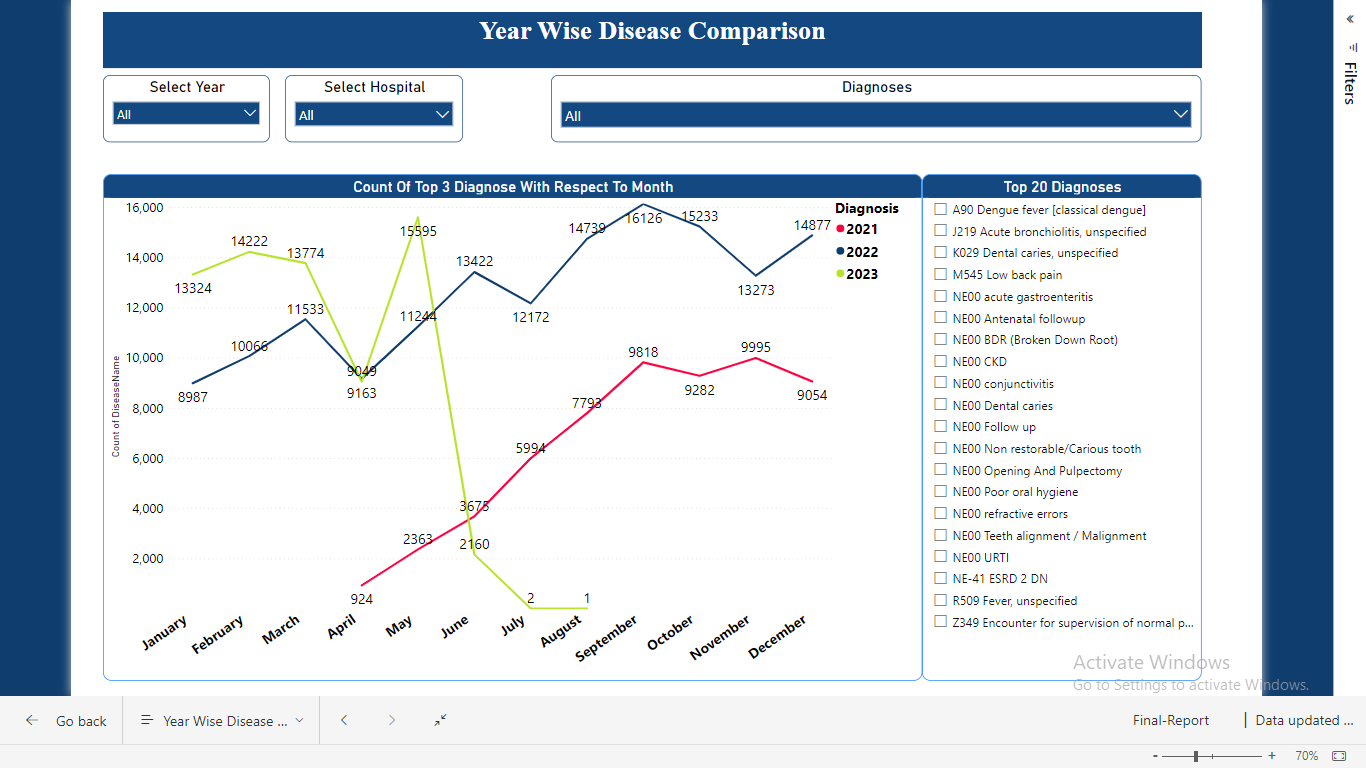 Year Wise Disease Comparison
Select Year
All
Select Hospital
All
Diagnoses
All
Filters
Count Of Top 3 Diagnose With Respect To Month
Count of DiseaseName
16,000
14,000
12,000
10,000
8,000
6,000
4,000
2,000
13324
14222
13774
9049
15595
2160
2
1
8987
10066
11533
9163
11244
13422
12172
14739
16126
15233
13273
14877
924
2363
3675
5994
7793
9818
9282
9995
9054
January
February
March
April
May
June
July
August
September
October
November
December
Diagnosis
2021
2022
2023
Top 20 Diagnoses
A90 Dengue fever [classical dengue]
J219 Acute bronchiolitis, unspecified
K029 Dental caries, unspecified
M545 Low back pain
NE00 acute gastroenteritis
NE00 Antenatal followup
NE00 BDR (Broken Down Root)
NE00 CKD
NE00 conjunctivitis
NE00 Dental caries
NE00 Follow up
NE00 Non restorable/Carious tooth
NE00 Opening And Pulpectomy
NE00 Poor oral hygiene
NE00 refractive errors
NE00 Teeth alignment / Malignment
NE00 URTI
NE-41 ESRD 2 DN
R509 Fever, unspecified
Z349 Encounter for supervision of normal p...
Activate Windows
Go to Settings to activate Windows.
Go back
Year Wise Disease ...
Final-Report
Data updated ...
- + 70%